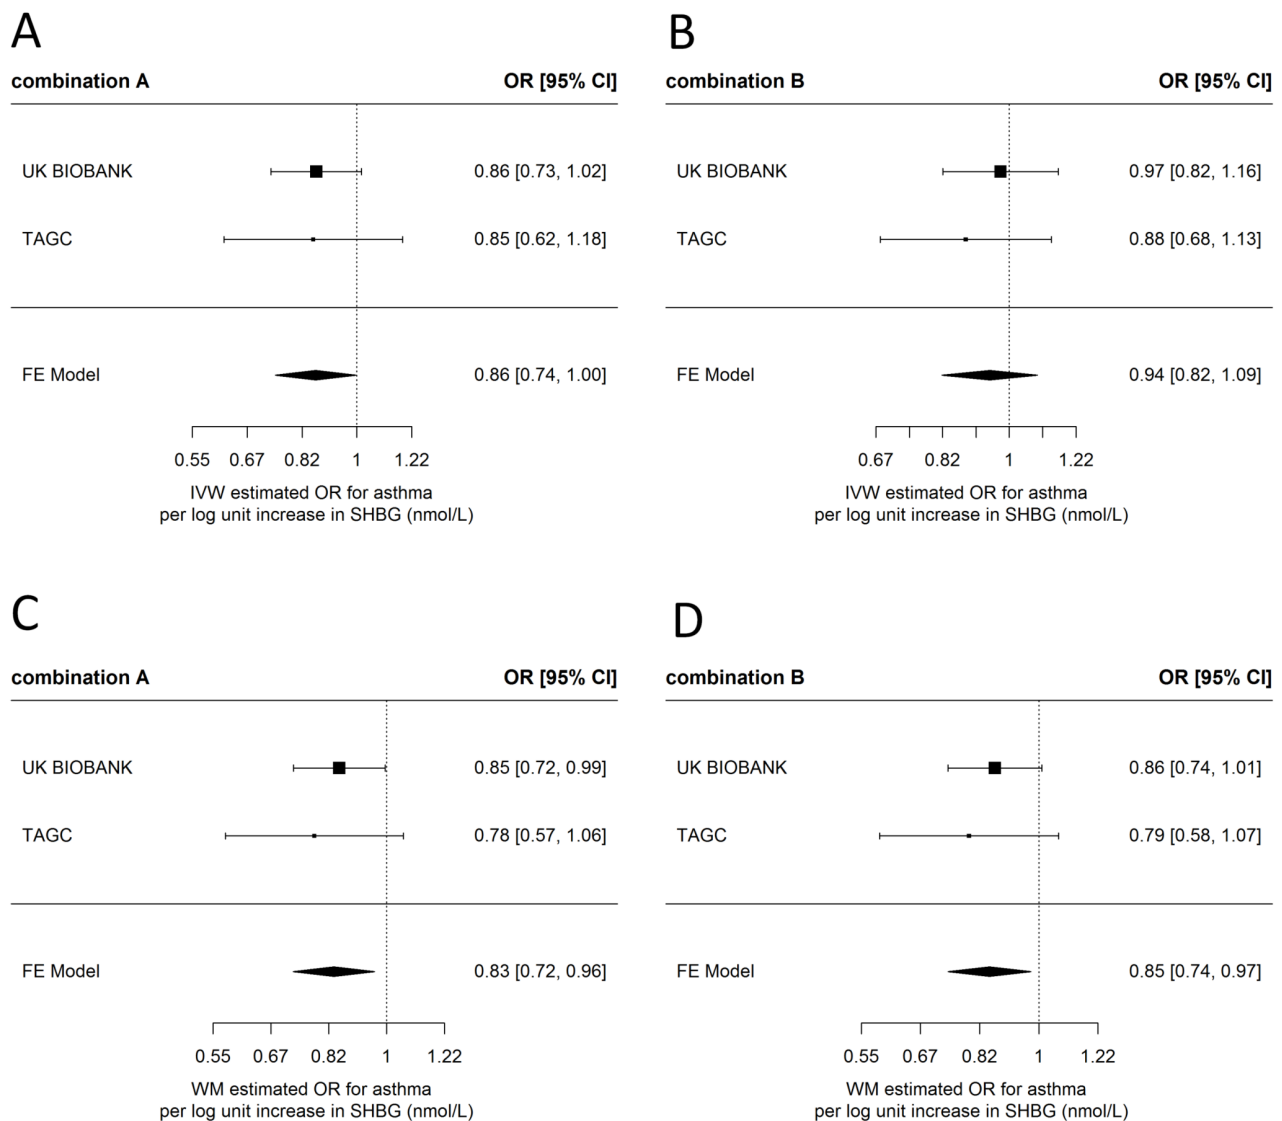 A
combination A OR [95% CI]
UK BIOBANK 0.86 [0.73, 1.02]
TAGC 0.85 [0.62, 1.18]
FE Model 0.86 [0.74, 1.00]
0.55 0.67 0.82 1 1.22
IVW estimated OR for asthma
per log unit increase in SHBG (nmol/L)
B
combination B OR [95% CI]
UK BIOBANK 0.97 [0.82, 1.16]
TAGC 0.88 [0.68, 1.13]
FE Model 0.94 [0.82, 1.09]
0.67 0.82 1 1.22
IVW estimated OR for asthma
per log unit increase in SHBG (nmol/L)
C
combination A OR [95% CI]
UK BIOBANK 0.85 [0.72, 0.99]
TAGC 0.78 [0.57, 1.06]
FE Model 0.83 [0.72, 0.96]
0.55 0.67 0.82 1 1.22
WM estimated OR for asthma
per log unit increase in SHBG (nmol/L)
D
combination B OR [95% CI]
UK BIOBANK 0.86 [0.74, 1.01]
TAGC 0.79 [0.58, 1.07]
FE Model 0.85 [0.74, 0.97]
0.55 0.67 0.82 1 1.22
WM estimated OR for asthma
per log unit increase in SHBG (nmol/L)